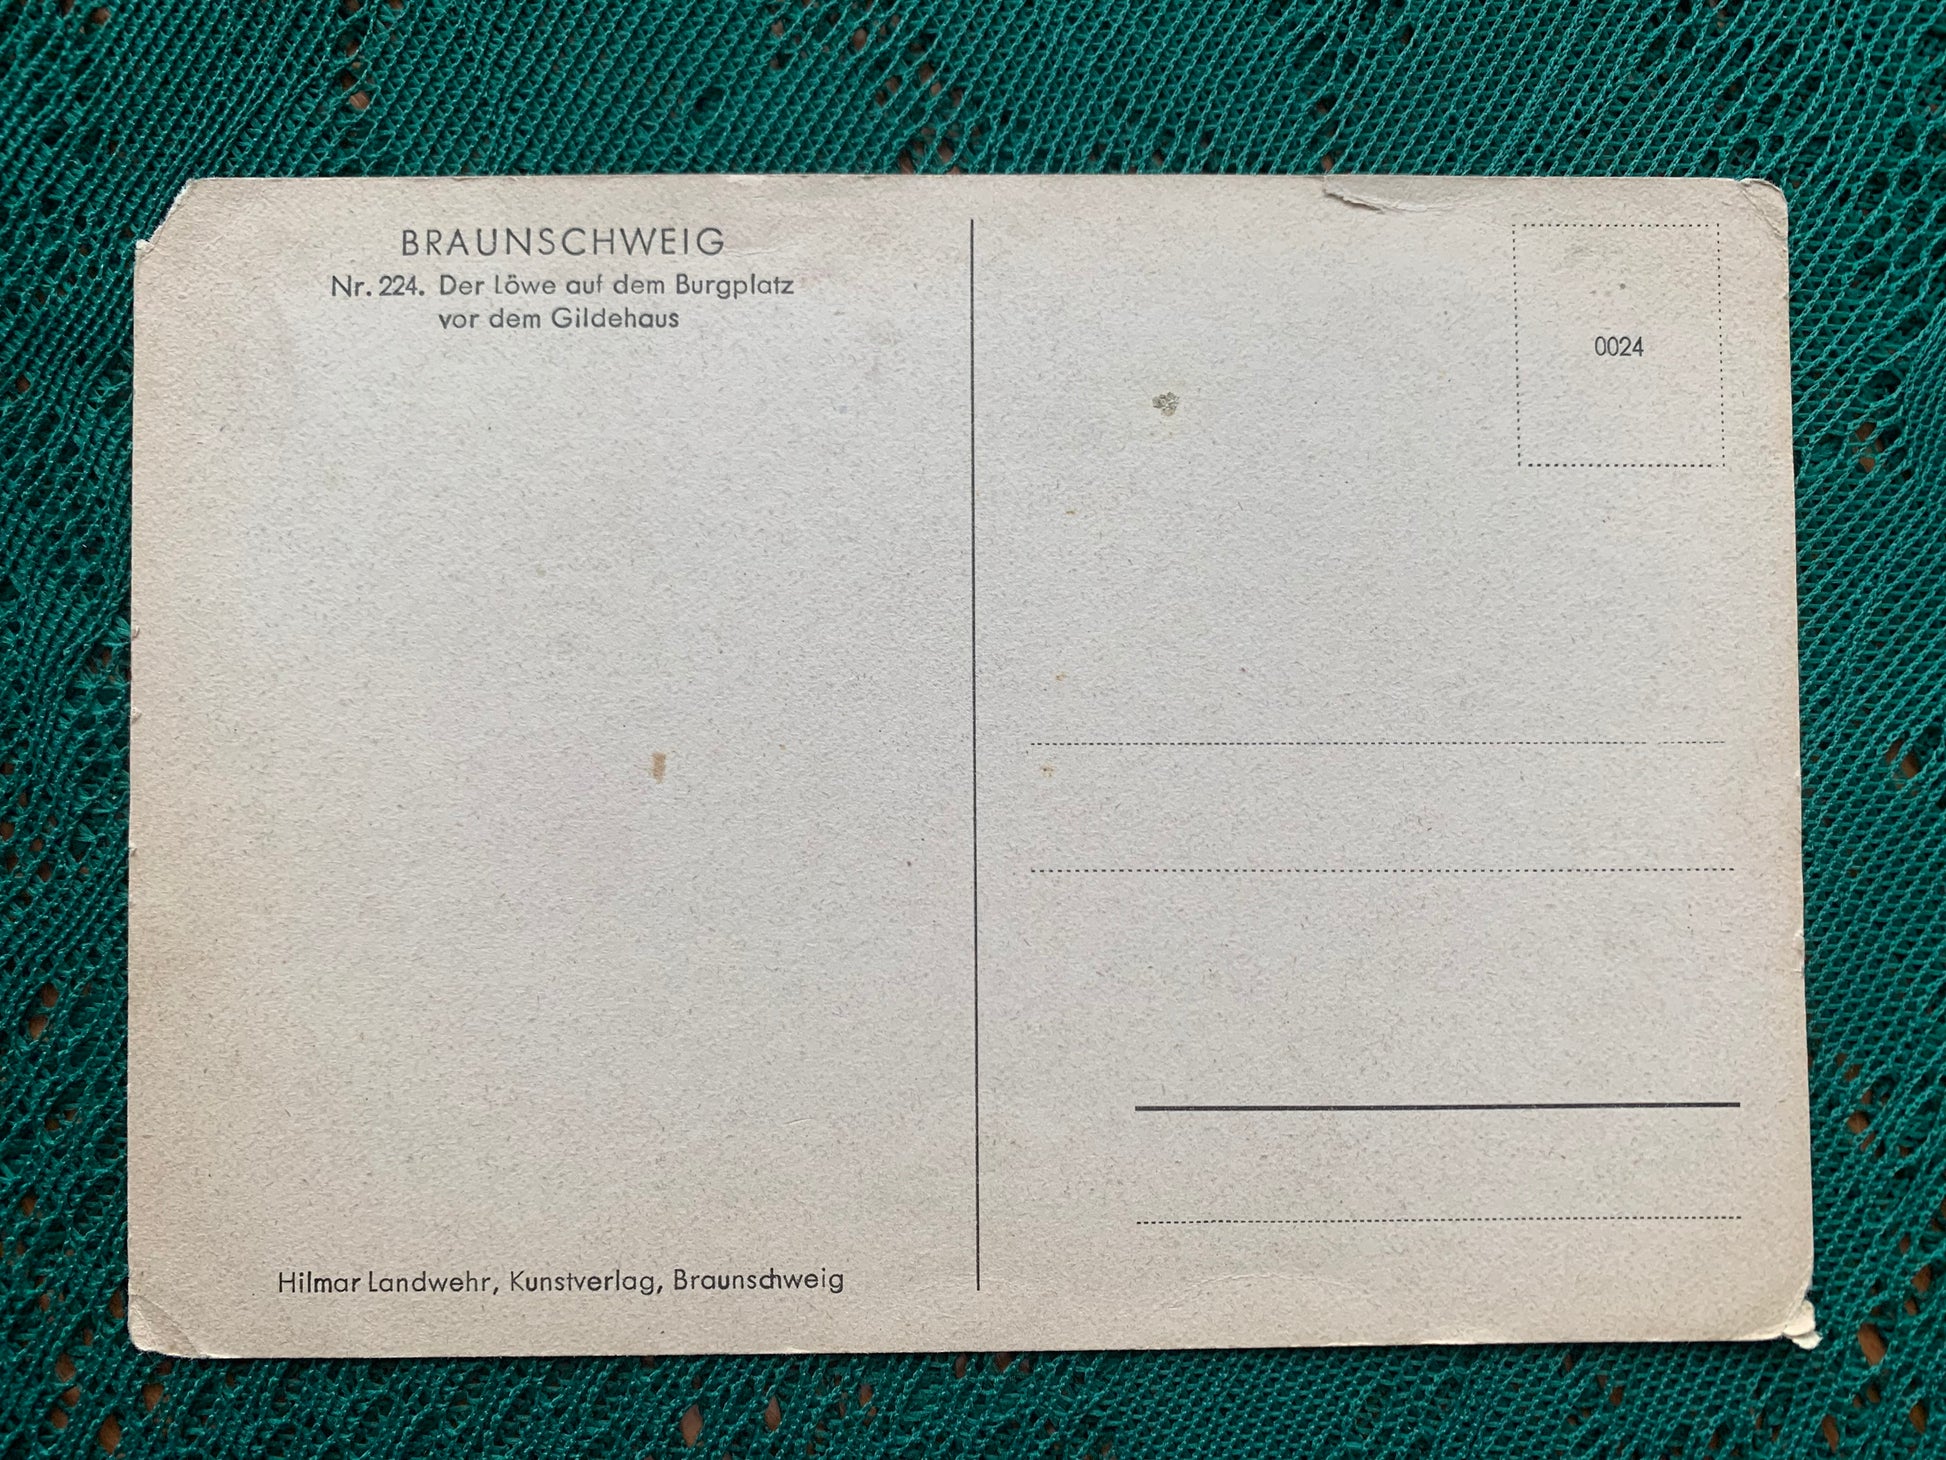 BRAUNSCHWEIG
Nr. 224. Der Löwe auf dem Burgplatz
vor dem Gildehaus
0024
Hilmar Landwehr, Kunstverlag, Braunschweig